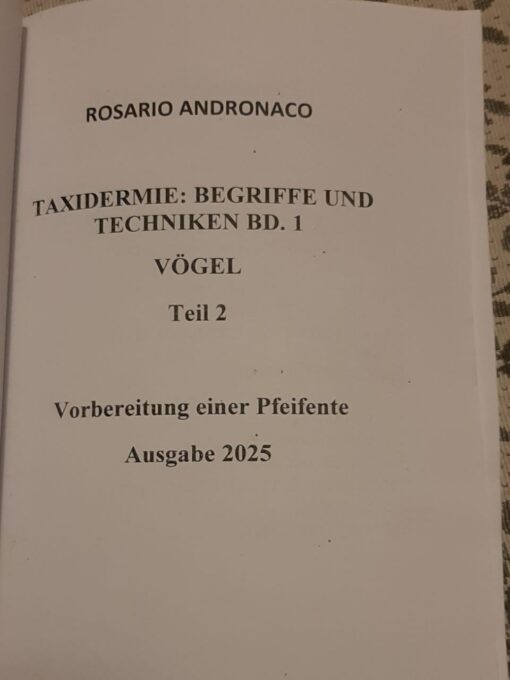 ROSARIO ANDRONACO
TAXIDERMIE: BEGRIFFE UND
TECHNIKEN BD. 1
VÖGEL
Teil 2
Vorbereitung einer Pfeifente
Ausgabe 2025